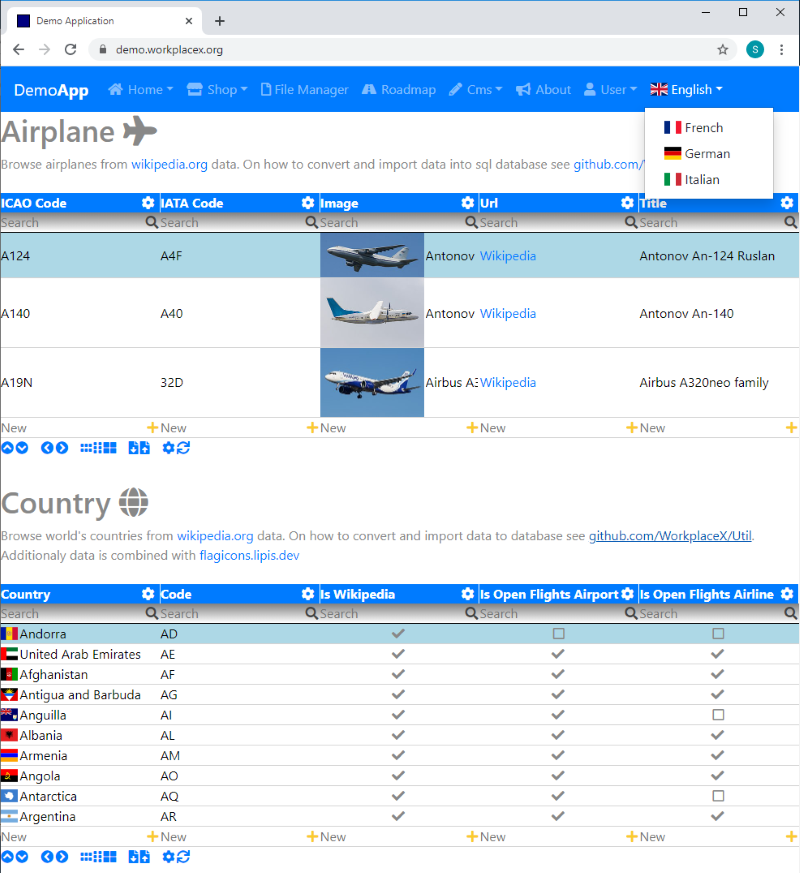 Demo Application
demo.workplacex.org
S
DemoApp Home Shop File Manager Roadmap Cms About User English
French
German
Italian
Airplane
Browse airplanes from wikipedia.org data. On how to convert and import data into sql database see github.com/
ICAO Code IATA Code Image Url Title
Search Search Search Search Search
A124 A4F Antonov Wikipedia Antonov An-124 Ruslan
A140 A40 Antonov Wikipedia Antonov An-140
A19N 32D Airbus A3 Wikipedia Airbus A320neo family
New New New New New
Country
Browse world's countries from wikipedia.org data. On how to convert and import data to database see github.com/WorkplaceX/Util.
Additionaly data is combined with flagicons.lipis.dev
Country Code Is Wikipedia Is Open Flights Airport Is Open Flights Airline
Search Search Search Search Search
Andorra AD
United Arab Emirates AE
Afghanistan AF
Antigua and Barbuda AG
Anguilla AI
Albania AL
Armenia AM
Angola AO
Antarctica AQ
Argentina AR
New New New New New